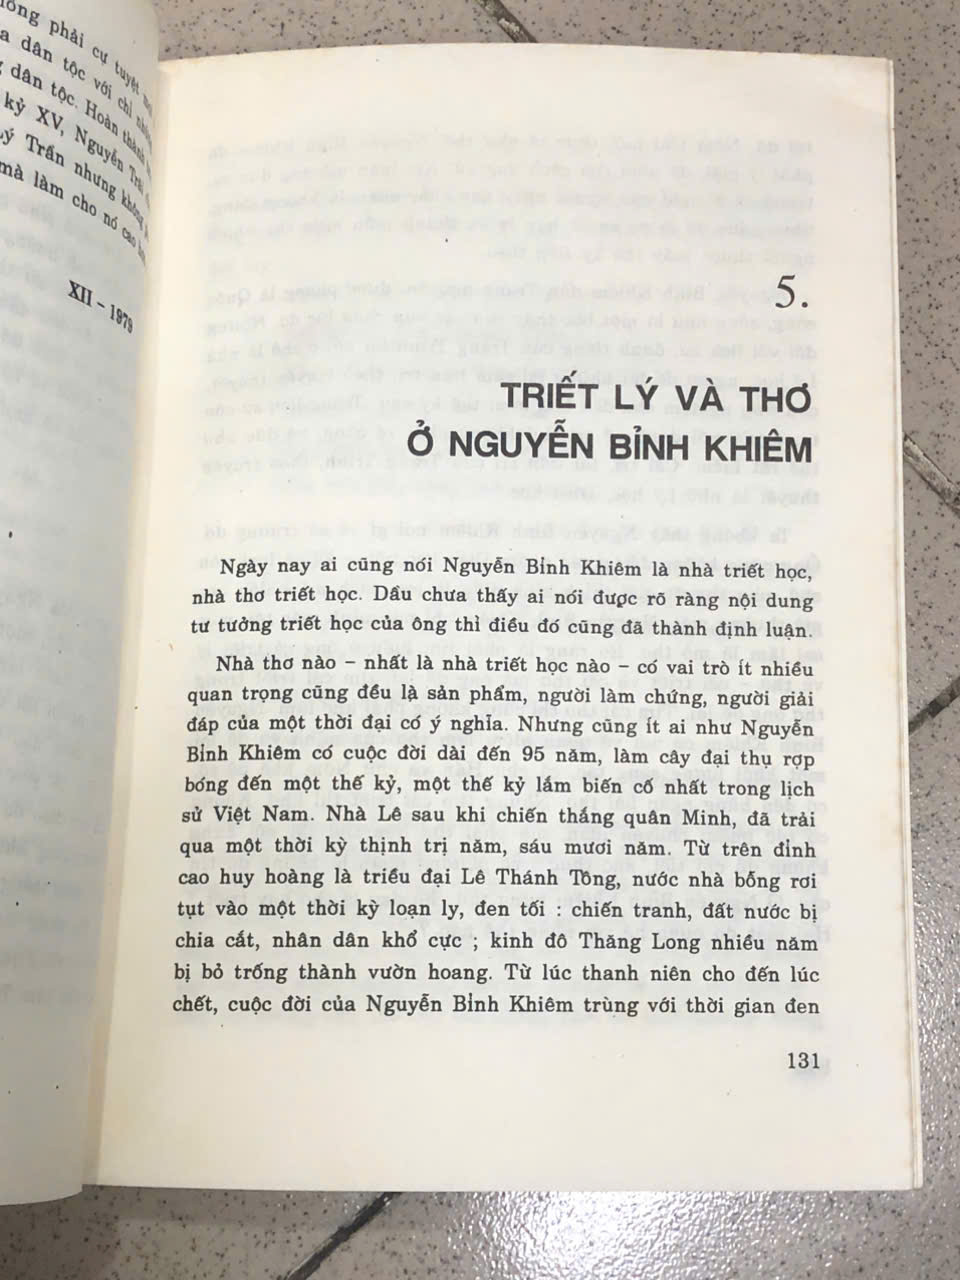 phải cự tuyệt
dân tộc với chỉ
dân tộc. Hoàn thành
kỷ XV, Nguyễn Trãi
Trần nhưng không
mà làm cho nó cao hơn
XII – 1979
5.
TRIẾT LÝ VÀ THƠ
Ở NGUYỄN BỈNH KHIÊM
Ngày nay ai cũng nói Nguyễn Bỉnh Khiêm là nhà triết học,
nhà thơ triết học. Dẩu chưa thấy ai nói được rõ ràng nội dung
tư tưởng triết học của ông thì điều đó cũng đã thành định luận.
Nhà thơ nào – nhất là nhà triết học nào – có vai trò ít nhiều
quan trọng cũng đều là sản phẩm, người làm chứng, người giải
đáp của một thời đại có ý nghĩa. Nhưng cũng ít ai như Nguyễn
Bỉnh Khiêm có cuộc đời dài đến 95 năm, làm cây đại thụ rợp
bóng đến một thế kỷ, một thế kỷ lắm biến cố nhất trong lịch
sử Việt Nam. Nhà Lê sau khi chiến thắng quân Minh, đã trải
qua một thời kỳ thịnh trị năm, sáu mươi năm. Từ trên đỉnh
cao huy hoàng là triều đại Lê Thánh Tông, nước nhà bỗng rơi
tụt vào một thời kỳ loạn ly, đen tối : chiến tranh, đất nước bị
chia cắt, nhân dân khổ cực ; kinh đô Thăng Long nhiều năm
bị bỏ trống thành vườn hoang. Từ lúc thanh niên cho đến lúc
chết, cuộc đời của Nguyễn Bỉnh Khiêm trùng với thời gian đen
131